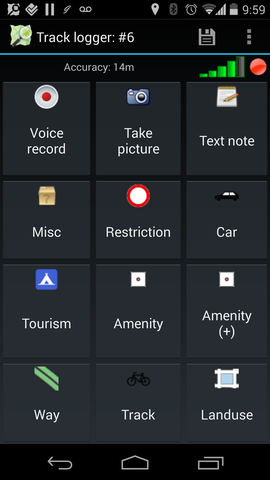 9:59
Track logger: #6
Accuracy: 14m
Voice
record
Take
picture
Text note
Misc
Restriction
Car
Tourism
Amenity
Amenity
(+)
Way
Track
Landuse